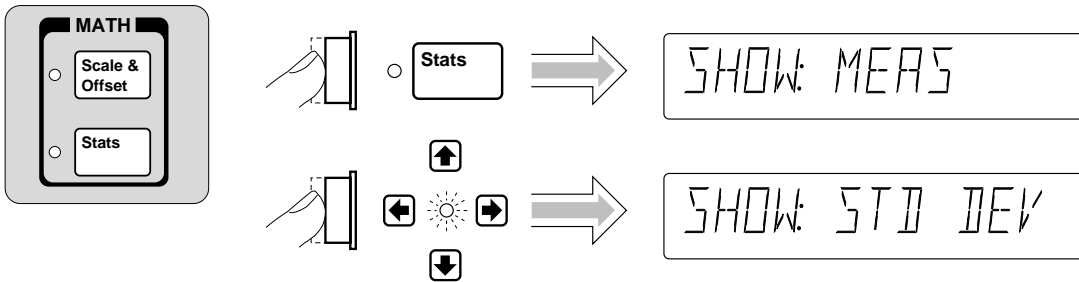 MATH
Scale &
Offset
Stats
Stats
SHOW: MEAS
SHOW: STD DEV